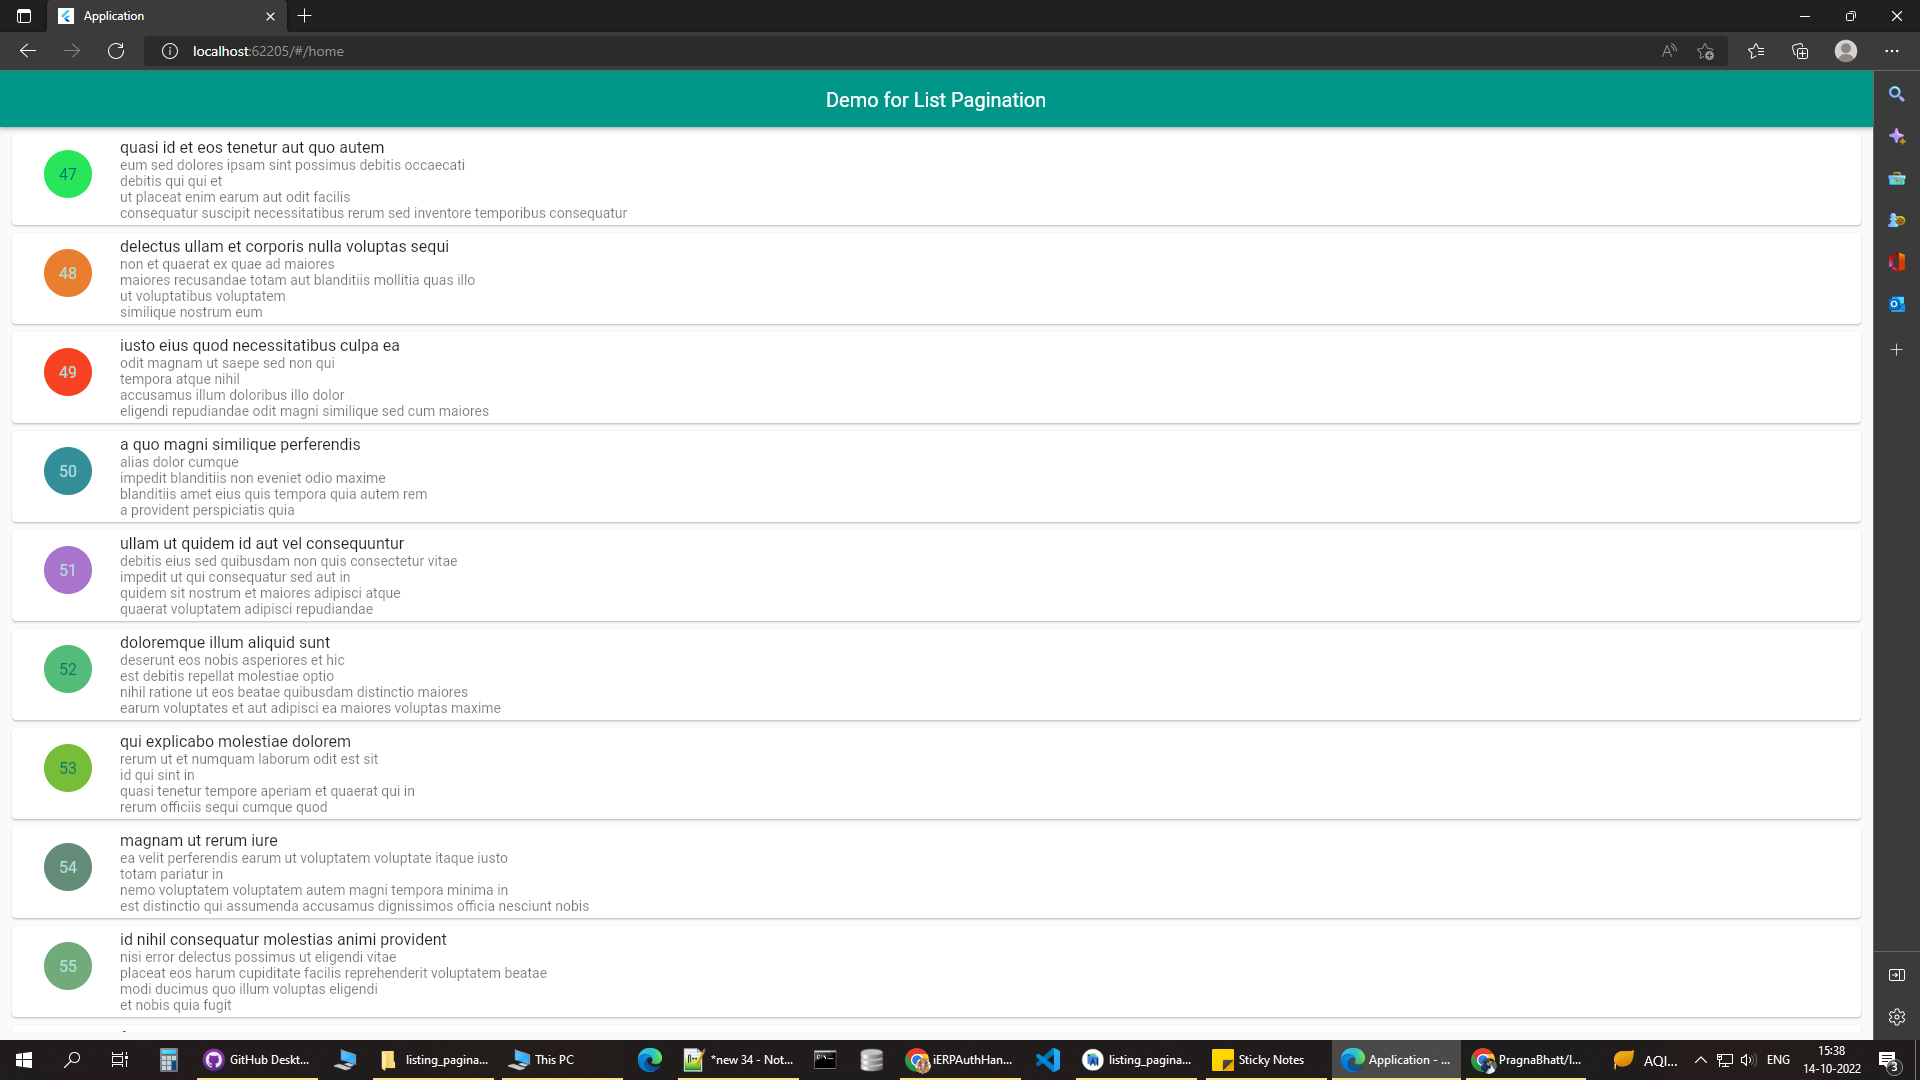 Application
localhost:62205/#/home
Demo for List Pagination
47
quasi id et eos tenetur aut quo autem
eum sed dolores ipsam sint possimus debitis occaecati
debitis qui qui et
ut placeat enim earum aut odit facilis
consequatur suscipit necessitatibus rerum sed inventore temporibus consequatur
48
delectus ullam et corporis nulla voluptas sequi
non et quaerat ex quae ad maiores
maiores recusandae totam aut blanditiis mollitia quas illo
ut voluptatibus voluptatem
similique nostrum eum
49
iusto eius quod necessitatibus culpa ea
odit magnam ut saepe sed non qui
tempora atque nihil
accusamus illum doloribus illo dolor
eligendi repudiandae odit magni similique sed cum maiores
50
a quo magni similique perferendis
alias dolor cumque
impedit blanditiis non eveniet odio maxime
blanditiis amet eius quis tempora quia autem rem
a provident perspiciatis quia
51
ullam ut quidem id aut vel consequuntur
debitis eius sed quibusdam non quis consectetur vitae
impedit ut qui consequatur sed aut in
quidem sit nostrum et maiores adipisci atque
quaerat voluptatem adipisci repudiandae
52
doloremque illum aliquid sunt
deserunt eos nobis asperiores et hic
est debitis repellat molestiae optio
nihil ratione ut eos beatae quibusdam distinctio maiores
earum voluptates et aut adipisci ea maiores voluptas maxime
53
qui explicabo molestiae dolorem
rerum ut et numquam laborum odit est sit
id qui sint in
quasi tenetur tempore aperiam et quaerat qui in
rerum officiis sequi cumque quod
54
magnam ut rerum iure
ea velit perferendis earum ut voluptatem voluptate itaque iusto
totam pariatur in
nemo voluptatem voluptatem autem magni tempora minima in
est distinctio qui assumenda accusamus dignissimos officia nesciunt nobis
55
id nihil consequatur molestias animi provident
nisi error delectus possimus ut eligendi vitae
placeat eos harum cupiditate facilis reprehenderit voluptatem beatae
modi ducimus quo illum voluptas eligendi
et nobis quia fugit
GitHub Deskt...
listing_pagina...
This PC
*new 34 - Not...
iERPAuthHan...
listing_pagina...
Sticky Notes
Application - ...
PragnaBhatt/l...
AQI...
ENG
15:38
14-10-2022
3